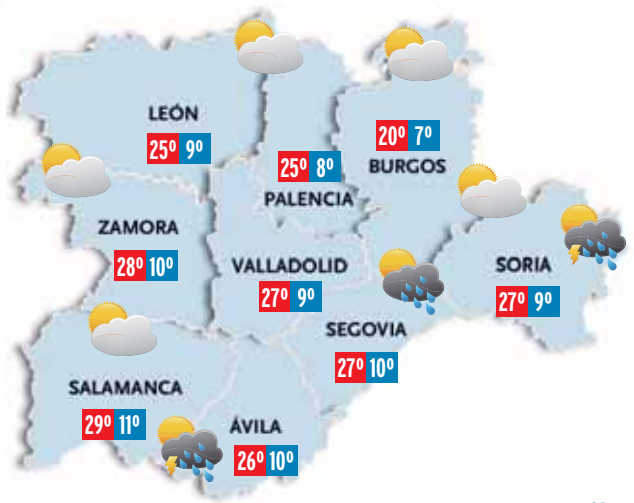 LEÓN
25º 9º
20º 7º
BURGOS
25º 8º
PALENCIA
ZAMORA
28º 10º
VALLADOLID
27º 9º
SORIA
27º 9º
SEGOVIA
27º 10º
SALAMANCA
29º 11º
ÁVILA
26º 10º